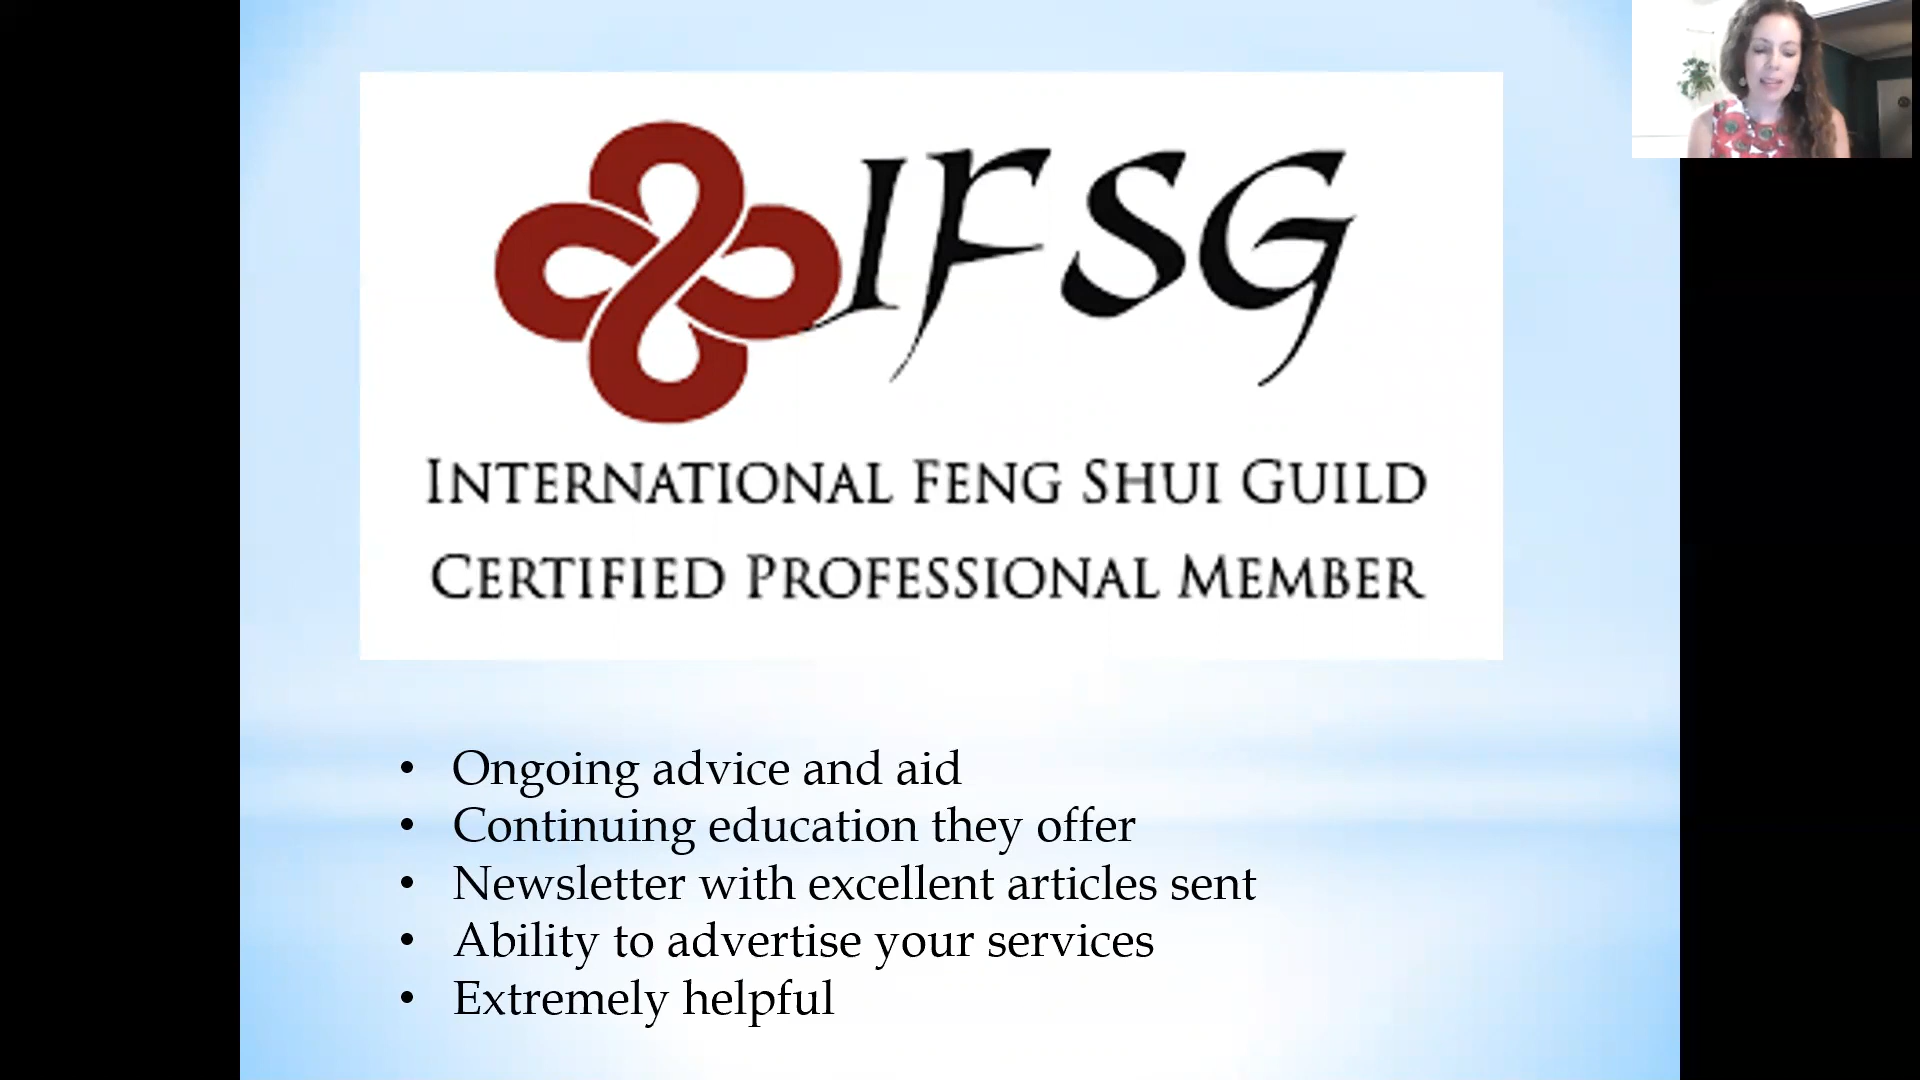 IFSG
INTERNATIONAL FENG SHUI GUILD
CERTIFIED PROFESSIONAL MEMBER
• Ongoing advice and aid
• Continuing education they offer
• Newsletter with excellent articles sent
• Ability to advertise your services
• Extremely helpful